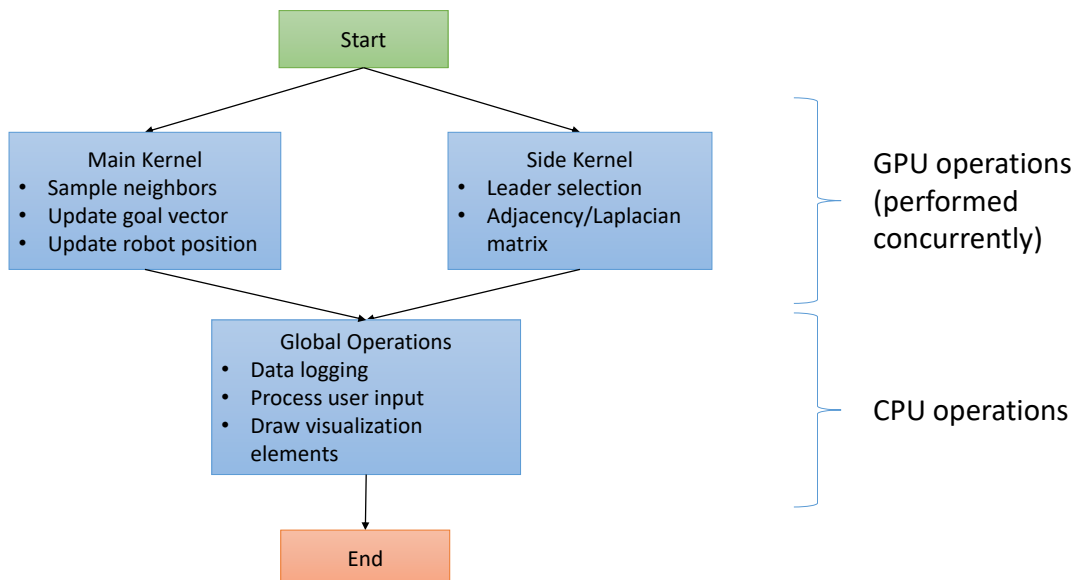 Start
Main Kernel
• Sample neighbors
• Update goal vector
• Update robot position
Side Kernel
• Leader selection
• Adjacency/Laplacian
matrix
GPU operations
(performed
concurrently)
Global Operations
• Data logging
• Process user input
• Draw visualization
elements
CPU operations
End